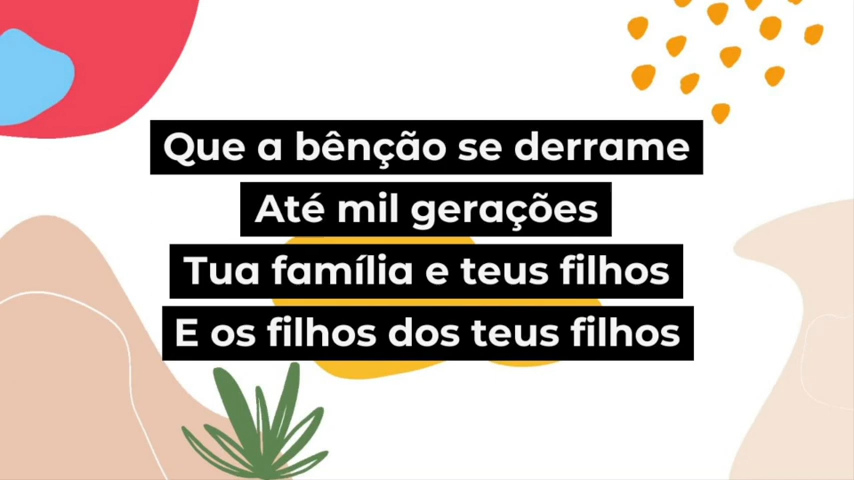 Que a bênção se derrame
Até mil gerações
Tua família e teus filhos
E os filhos dos teus filhos